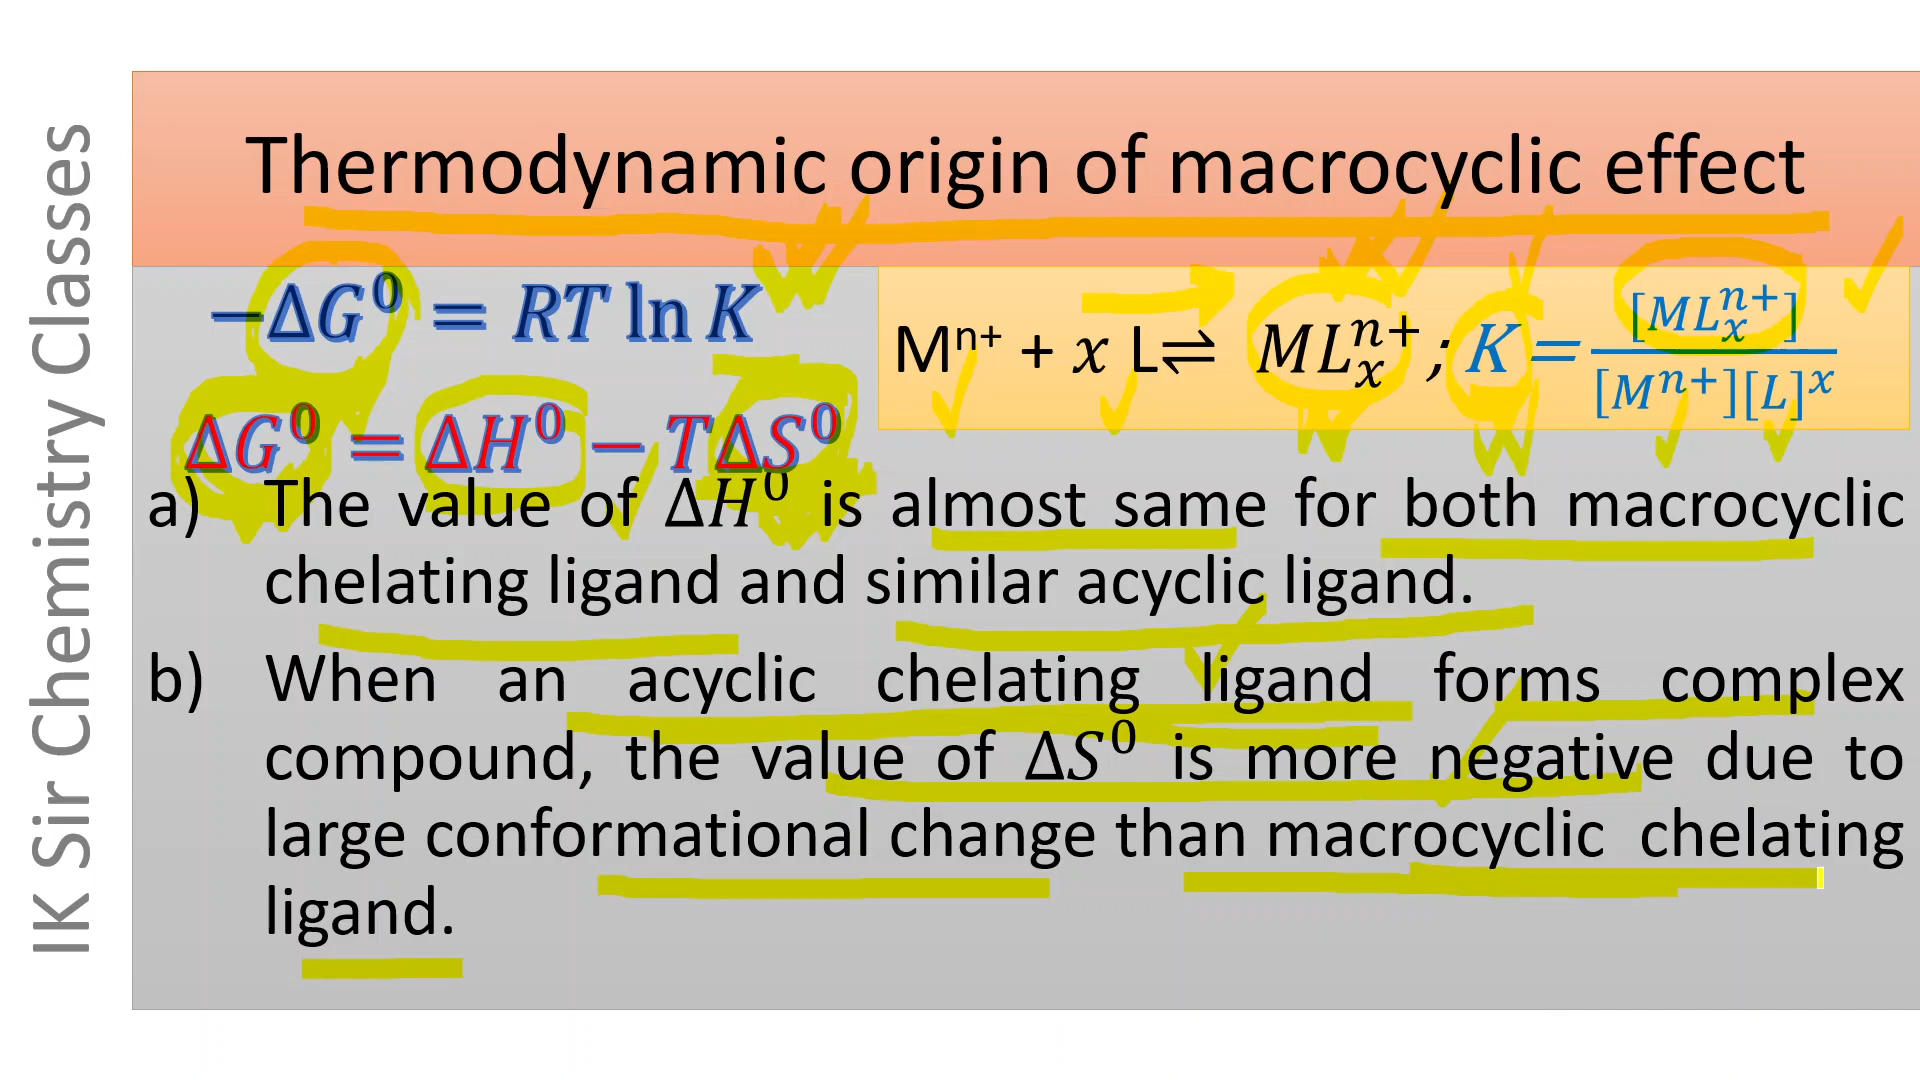 IK Sir Chemistry Classes
Thermodynamic origin of macrocyclic effect
−ΔG⁰ = RT ln K
ΔG⁰ = ΔH⁰ − TΔS⁰
Mⁿ⁺ + x L⇌ MLₓⁿ⁺; K = [MLₓⁿ⁺] / [Mⁿ⁺][L]ˣ
a) The value of ΔH⁰ is almost same for both macrocyclic
chelating ligand and similar acyclic ligand.
b) When an acyclic chelating ligand forms complex
compound, the value of ΔS⁰ is more negative due to
large conformational change than macrocyclic chelating
ligand.